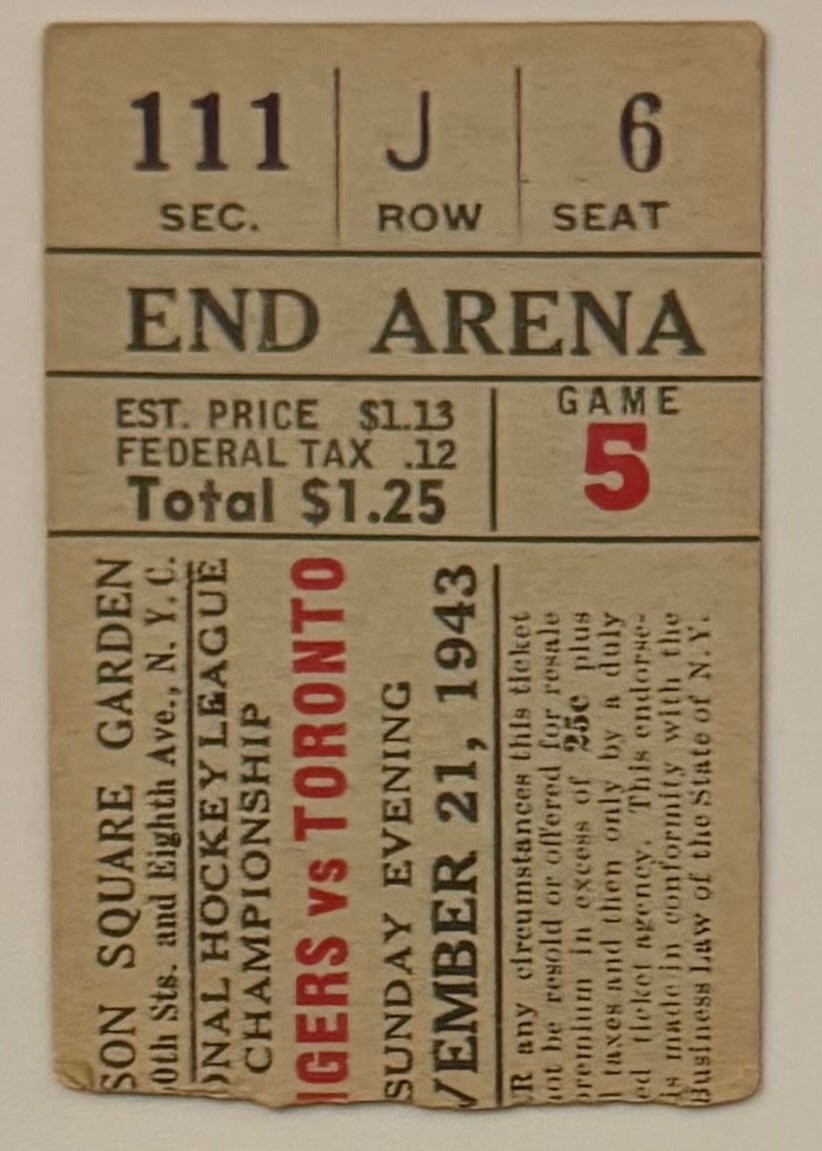 111 J 6
SEC. ROW SEAT
END ARENA
EST. PRICE $1.13
FEDERAL TAX .12
Total $1.25
GAME
5
SON SQUARE GARDEN
0th Sts. and Eighth Ave., N. Y. C.
ONAL HOCKEY LEAGUE
CHAMPIONSHIP
NGERS vs TORONTO
SUNDAY EVENING
VEMBER 21, 1943
R any circumstances this ticket
not be resold or offered for resale
premium in excess of 25c plus
l taxes and then only by a duly
ed ticket agency. This endorse-
is made in conformity with the
Business Law of the State of N.Y.